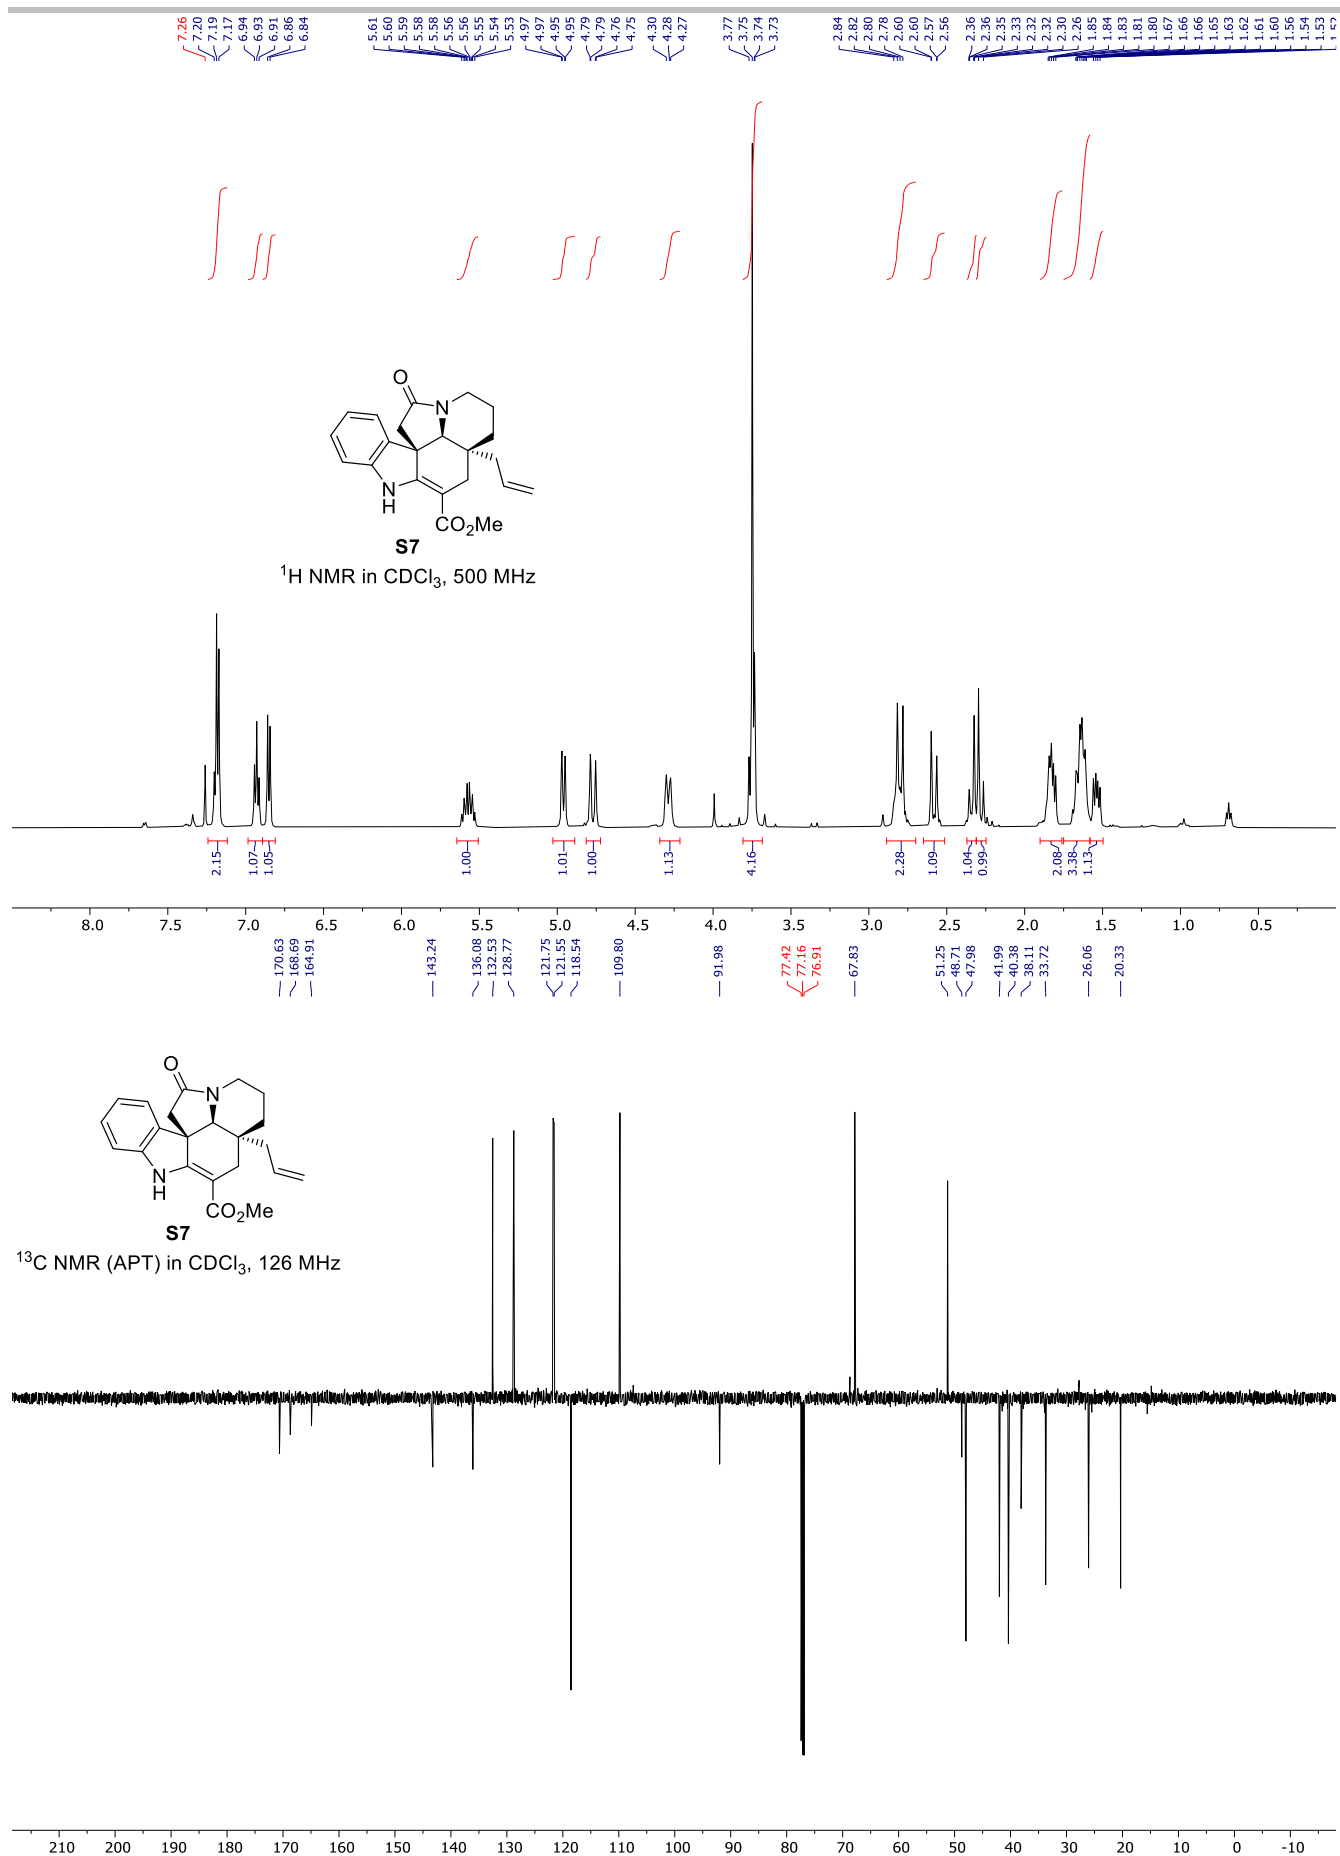 7.26 7.20 7.19 7.17 6.94 6.93 6.91 6.86 6.84 5.61 5.60 5.59 5.58 5.58 5.56 5.56 5.55 5.54 5.53 4.97 4.97 4.95 4.95 4.79 4.79 4.76 4.75 4.30 4.28 4.27 3.77 3.75 3.74 3.73 2.84 2.82 2.80 2.78 2.60 2.60 2.57 2.56 2.36 2.36 2.35 2.33 2.32 2.32 2.30 2.26 1.85 1.84 1.83 1.81 1.80 1.67 1.66 1.66 1.65 1.63 1.62 1.61 1.60 1.56 1.54 1.53
O
N
N
H
CO2Me
S7
1H NMR in CDCl3, 500 MHz
2.15 1.07 1.05 1.00 1.01 1.00 1.13 4.16 2.28 1.09 1.04 0.99 2.08 3.38 1.13
8.0 7.5 7.0 6.5 6.0 5.5 5.0 4.5 4.0 3.5 3.0 2.5 2.0 1.5 1.0 0.5
170.63 168.69 164.91 143.24 136.08 132.53 128.77 121.75 121.55 118.54 109.80 91.98 77.42 77.16 76.91 67.83 51.25 48.71 47.98 41.99 40.38 38.11 33.72 26.06 20.33
O
N
N
H
CO2Me
S7
13C NMR (APT) in CDCl3, 126 MHz
210 200 190 180 170 160 150 140 130 120 110 100 90 80 70 60 50 40 30 20 10 0 -10